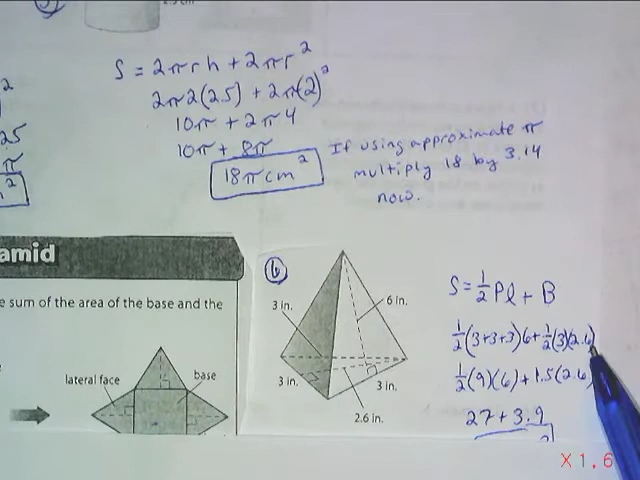 S = 2πrh + 2πr²
2π2(2.5) + 2π(2)²
10π + 2π4
10π + 8π
18π cm²
If using approximate π
multiply 18 by 3.14
now.
25
π
amid
e sum of the area of the base and the
lateral face
base
6
3 in.
6 in.
3 in.
3 in.
2.6 in.
S = ½Pl + B
½(3+3+3)6 + ½(3)(2.6)
½(9)(6) + 1.5(2.6)
27 + 3.9
X1.6